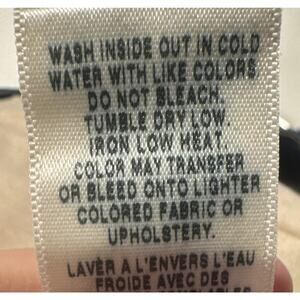 WASH INSIDE OUT IN COLD
WATER WITH LIKE COLORS.
DO NOT BLEACH.
TUMBLE DRY LOW.
IRON LOW HEAT.
COLOR MAY TRANSFER
OR BLEED ONTO LIGHTER
COLORED FABRIC OR
UPHOLSTERY.
LAVER A L'ENVERS L'EAU
FROIDE AVEC DES